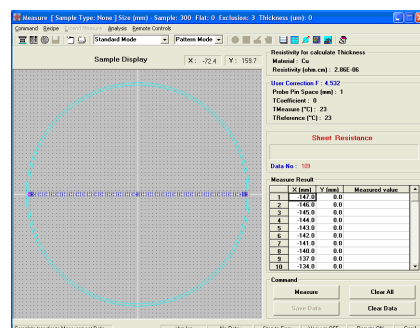 Measure [ Sample Type: None ] Size (mm) - Sample: 300 Flat: 0 Exclusion: 3 Thickness (um): 0
Command Recipe Extend Measure Analysis Remote Controls
Standard Mode Pattern Mode
Sample Display X : -72.4 Y : 159.7
Resistivity for calculate Thickness
Material : Cu
Resistivity (ohm.cm) : 2.86E-06
User Correction F : 4.532
Probe Pin Space (mm) : 1
TCoefficient : 0
TMeasure (°C) : 23
TReference (°C) : 23
Sheet Resistance
Data No : 109
Measure Result
X (mm) Y (mm) Measured value
1 -147.0 0.0
2 -146.0 0.0
3 -145.0 0.0
4 -144.0 0.0
5 -143.0 0.0
6 -142.0 0.0
7 -141.0 0.0
8 -140.0 0.0
9 -137.0 0.0
10 -134.0 0.0
Command
Measure Clear All
Save Data Clear Data